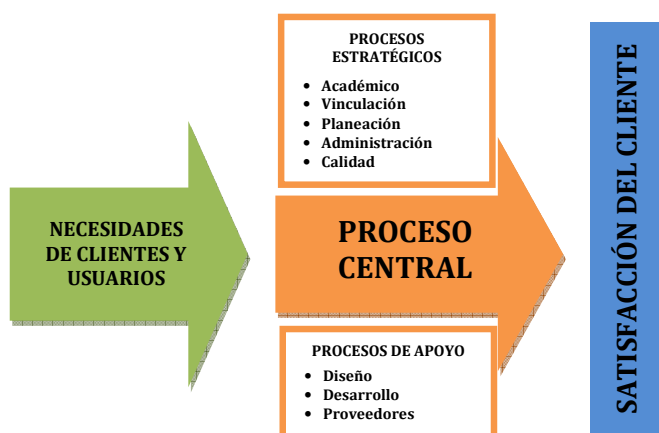 NECESIDADES
DE CLIENTES Y
USUARIOS
PROCESOS
ESTRATÉGICOS
• Académico
• Vinculación
• Planeación
• Administración
• Calidad
PROCESO
CENTRAL
PROCESOS DE APOYO
• Diseño
• Desarrollo
• Proveedores
SATISFACCIÓN DEL CLIENTE